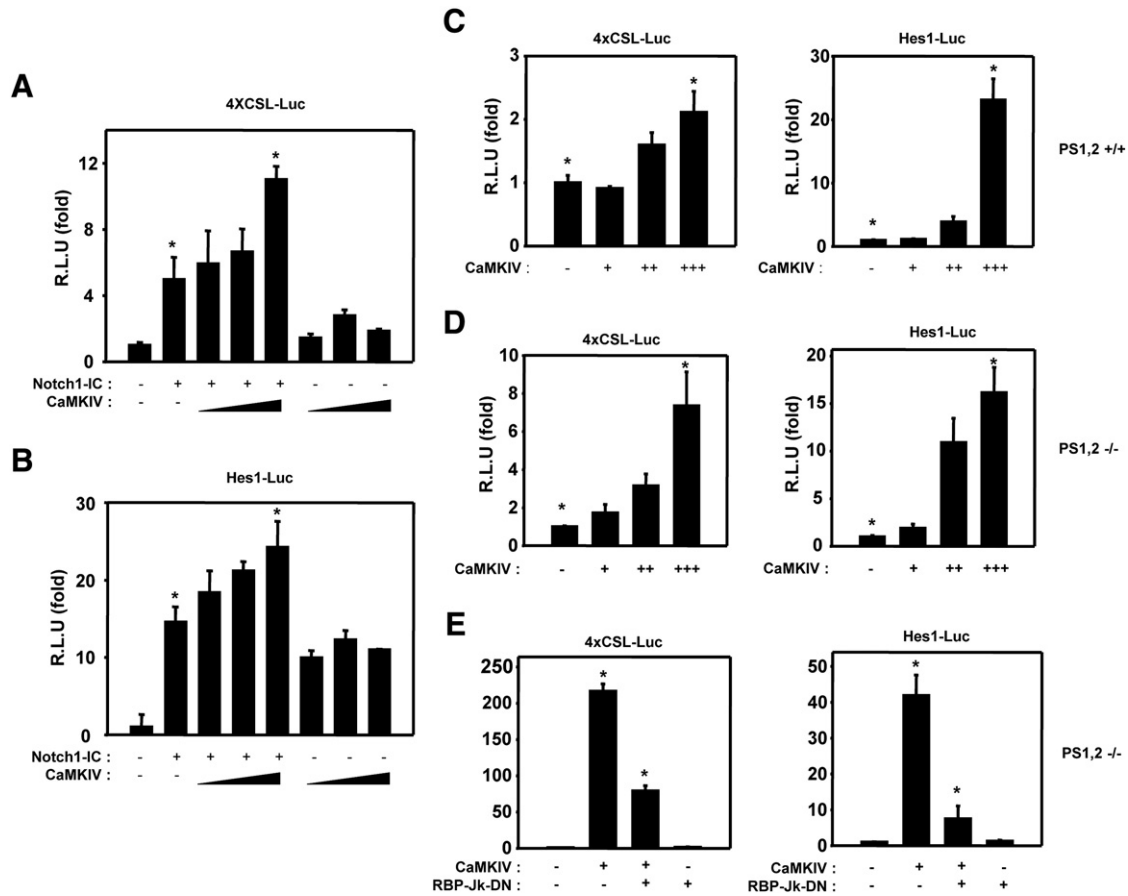 A
4XCSL-Luc
R.L.U (fold)
12
8
4
0
Notch1-IC : - + + + + - - -
CaMKIV : - -
B
Hes1-Luc
R.L.U (fold)
30
20
10
0
Notch1-IC : - + + + + - - -
CaMKIV : - -
C
4xCSL-Luc
R.L.U (fold)
3
2
1
0
CaMKIV : - + ++ +++
Hes1-Luc
R.L.U (fold)
30
20
10
0
CaMKIV : - + ++ +++
PS1,2 +/+
D
4xCSL-Luc
R.L.U (fold)
10
8
6
4
2
0
CaMKIV : - + ++ +++
Hes1-Luc
R.L.U (fold)
20
15
10
5
0
CaMKIV : - + ++ +++
PS1,2 -/-
E
4xCSL-Luc
R.L.U (fold)
250
200
150
100
50
0
CaMKIV : - + + -
RBP-Jk-DN : - - + +
Hes1-Luc
R.L.U (fold)
50
40
30
20
10
0
CaMKIV : - + + -
RBP-Jk-DN : - - + +
PS1,2 -/-